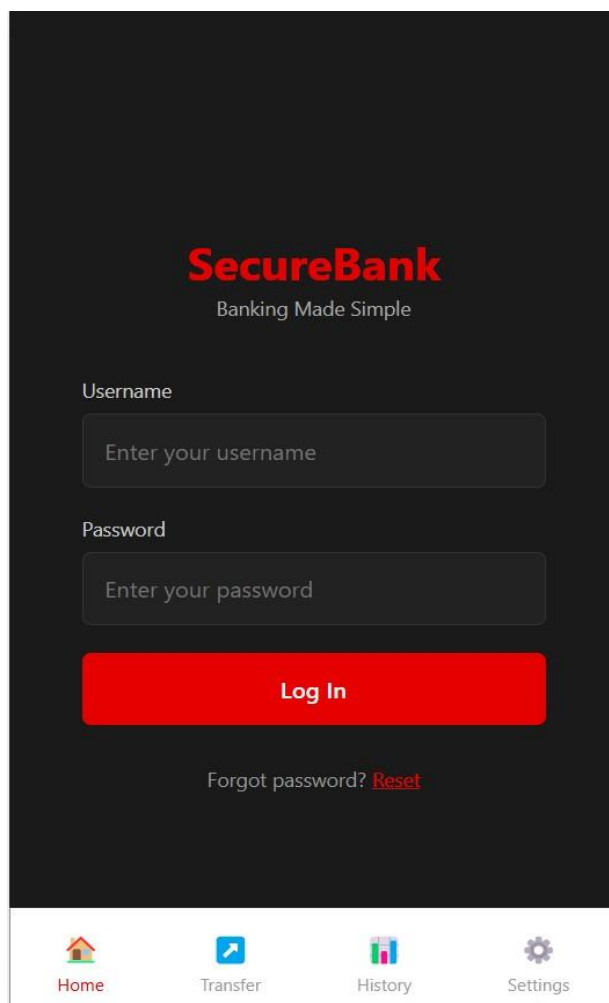 SecureBank
Banking Made Simple
Username
Enter your username
Password
Enter your password
Log In
Forgot password? Reset
Home Transfer History Settings